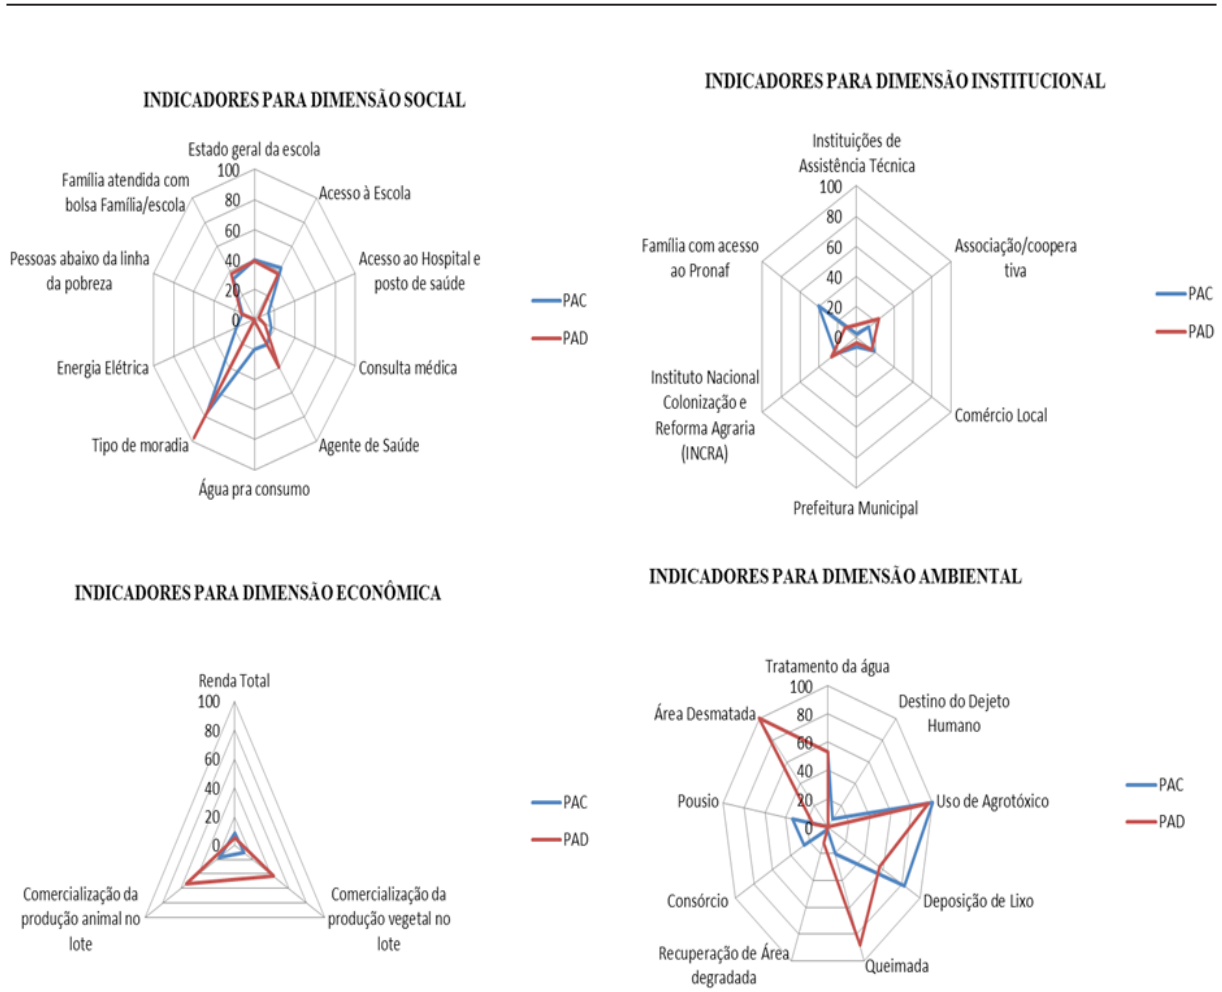 INDICADORES PARA DIMENSÃO SOCIAL
Estado geral da escola
100
80
60
40
20
0
Acesso à Escola
Acesso ao Hospital e
posto de saúde
Consulta médica
Agente de Saúde
Água pra consumo
Tipo de moradia
Energia Elétrica
Pessoas abaixo da linha
da pobreza
Família atendida com
bolsa Família/escola
PAC
PAD
INDICADORES PARA DIMENSÃO INSTITUCIONAL
Instituições de
Assistência Técnica
100
80
60
40
20
0
Associação/coopera
tiva
Comércio Local
Prefeitura Municipal
Instituto Nacional
Colonização e
Reforma Agraria
(INCRA)
Família com acesso
ao Pronaf
PAC
PAD
INDICADORES PARA DIMENSÃO ECONÔMICA
Renda Total
100
80
60
40
20
0
Comercialização da
produção vegetal no
lote
Comercialização da
produção animal no
lote
PAC
PAD
INDICADORES PARA DIMENSÃO AMBIENTAL
Tratamento da água
100
80
60
40
20
0
Destino do Dejeto
Humano
Uso de Agrotóxico
Deposição de Lixo
Queimada
Recuperação de Área
degradada
Consórcio
Pousio
Área Desmatada
PAC
PAD